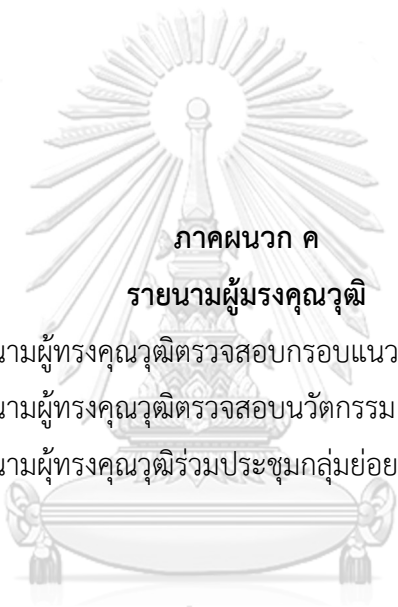 ภาคผนวก ค
รายนามผู้มรงคุณวุฒิ
นามผู้ทรงคุณวุฒิตรวจสอบกรอบแนว
นามผู้ทรงคุณวุฒิตรวจสอบนวัตกรรม
นามผุ้ทรงคุณวุฒิร่วมประชุมกลุ่มย่อย